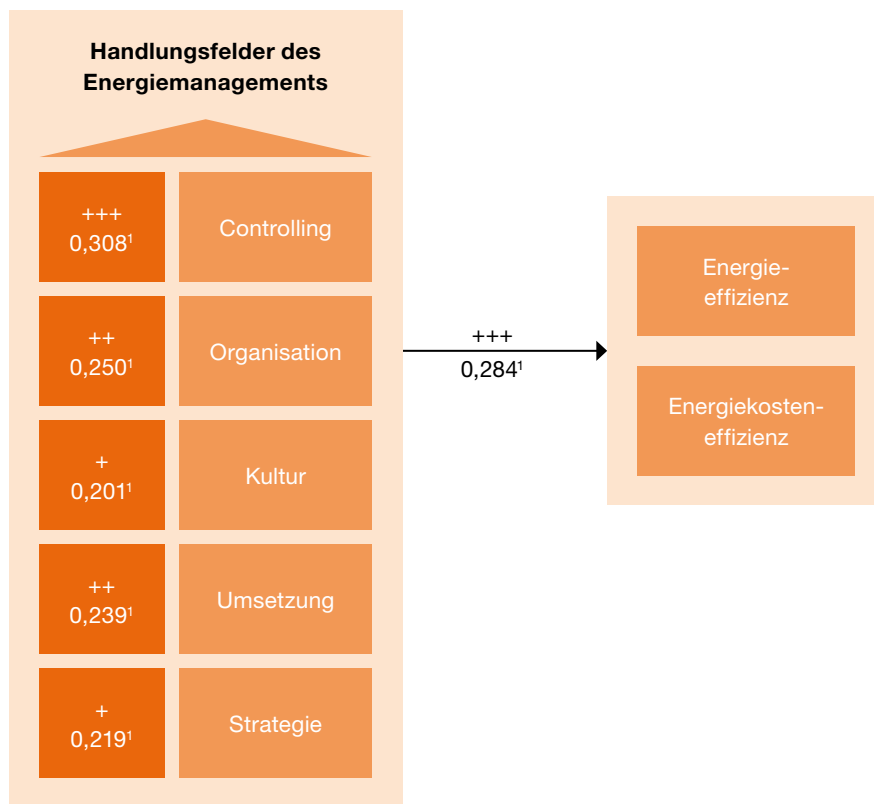 Handlungsfelder des
Energiemanagements
+++
0,308¹
Controlling
++
0,250¹
Organisation
+
0,201¹
Kultur
++
0,239¹
Umsetzung
+
0,219¹
Strategie
+++
0,284¹
Energie-
effizienz
Energiekosten-
effizienz